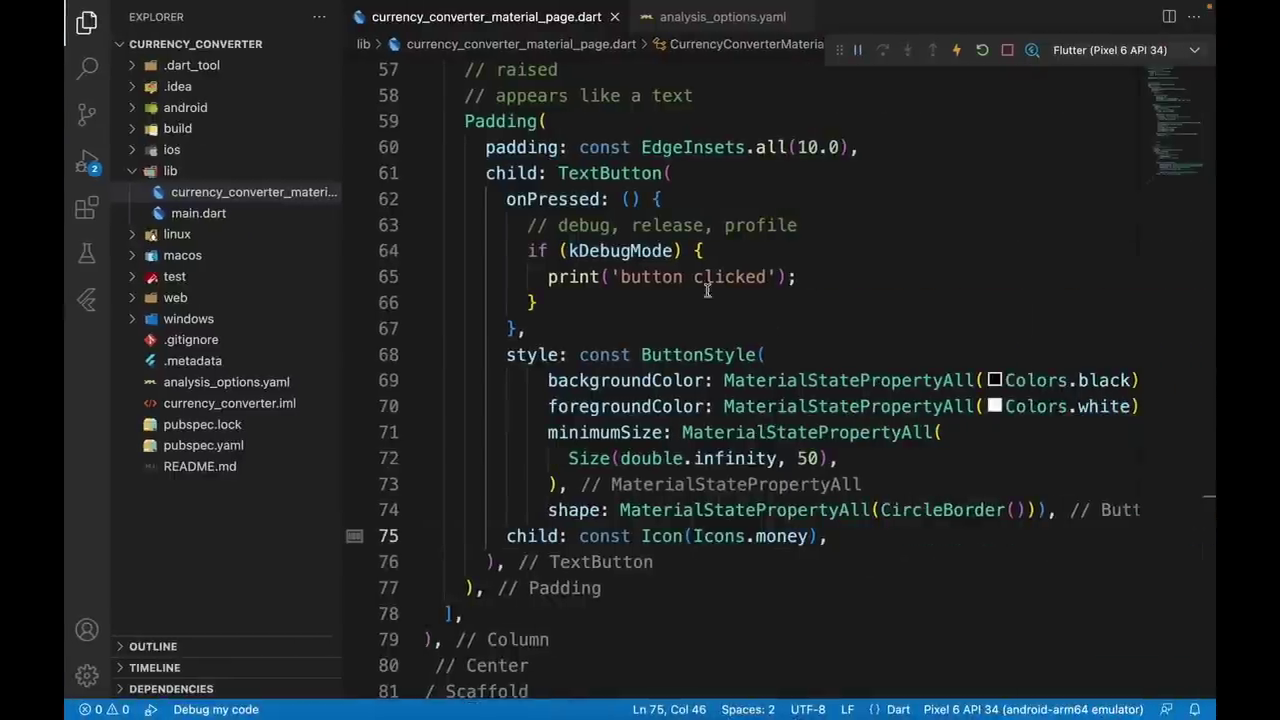 EXPLORER
CURRENCY_CONVERTER
.dart_tool
.idea
android
build
ios
lib
currency_converter_materi...
main.dart
linux
macos
test
web
windows
.gitignore
.metadata
analysis_options.yaml
currency_converter.iml
pubspec.lock
pubspec.yaml
README.md
OUTLINE
TIMELINE
DEPENDENCIES
2
currency_converter_material_page.dart
analysis_options.yaml
lib > currency_converter_material_page.dart > CurrencyConverterMateria
Flutter (Pixel 6 API 34)
57 // raised
58 // appears like a text
59 Padding(
60 padding: const EdgeInsets.all(10.0),
61 child: TextButton(
62 onPressed: () {
63 // debug, release, profile
64 if (kDebugMode) {
65 print('button clicked');
66 }
67 },
68 style: const ButtonStyle(
69 backgroundColor: MaterialStatePropertyAll(Colors.black)
70 foregroundColor: MaterialStatePropertyAll(Colors.white)
71 minimumSize: MaterialStatePropertyAll(
72 Size(double.infinity, 50),
73 ), // MaterialStatePropertyAll
74 shape: MaterialStatePropertyAll(CircleBorder())), // Butt
75 child: const Icon(Icons.money),
76 ), // TextButton
77 ), // Padding
78 ],
79 ), // Column
80 // Center
81 / Scaffold
0 0 Debug my code Ln 75, Col 46 Spaces: 2 UTF-8 LF {} Dart Pixel 6 API 34 (android-arm64 emulator)